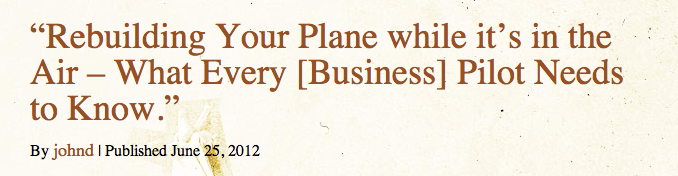 “Rebuilding Your Plane while it’s in the
Air – What Every [Business] Pilot Needs
to Know.”
By johnd | Published June 25, 2012